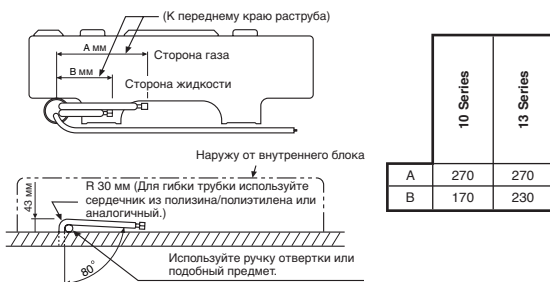 (К переднему краю раструба)
A мм
Сторона газа
B мм
Сторона жидкости
Наружу от внутреннего блока
R 30 мм (Для гибки трубки используйте
сердечник из полизина/полиэтилена или
аналогичный.)
43 мм
80°
Используйте ручку отвертки или
подобный предмет.
10 Series 13 Series
A 270 270
B 170 230